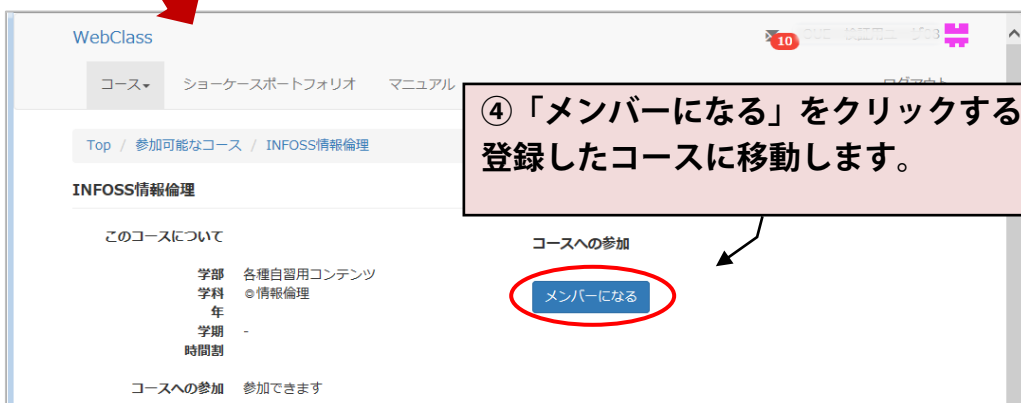 WebClass
10
コース
ショーケースポートフォリオ
マニュアル
④「メンバーになる」をクリックする
登録したコースに移動します。
Top / 参加可能なコース / INFOSS情報倫理
INFOSS情報倫理
このコースについて
コースへの参加
学部 各種自習用コンテンツ
学科 ◎情報倫理
メンバーになる
年
学期 -
時間割
コースへの参加 参加できます